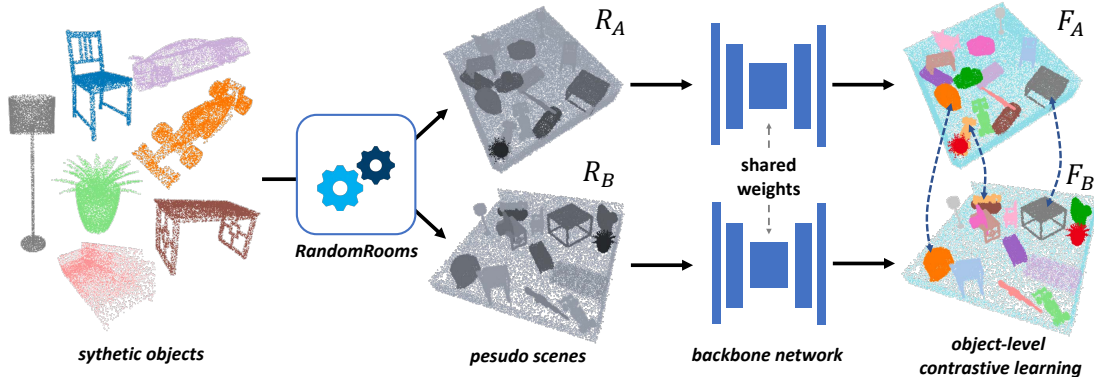 R_A
F_A
R_B
F_B
shared
weights
RandomRooms
sythetic objects
pesudo scenes
backbone network
object-level
contrastive learning